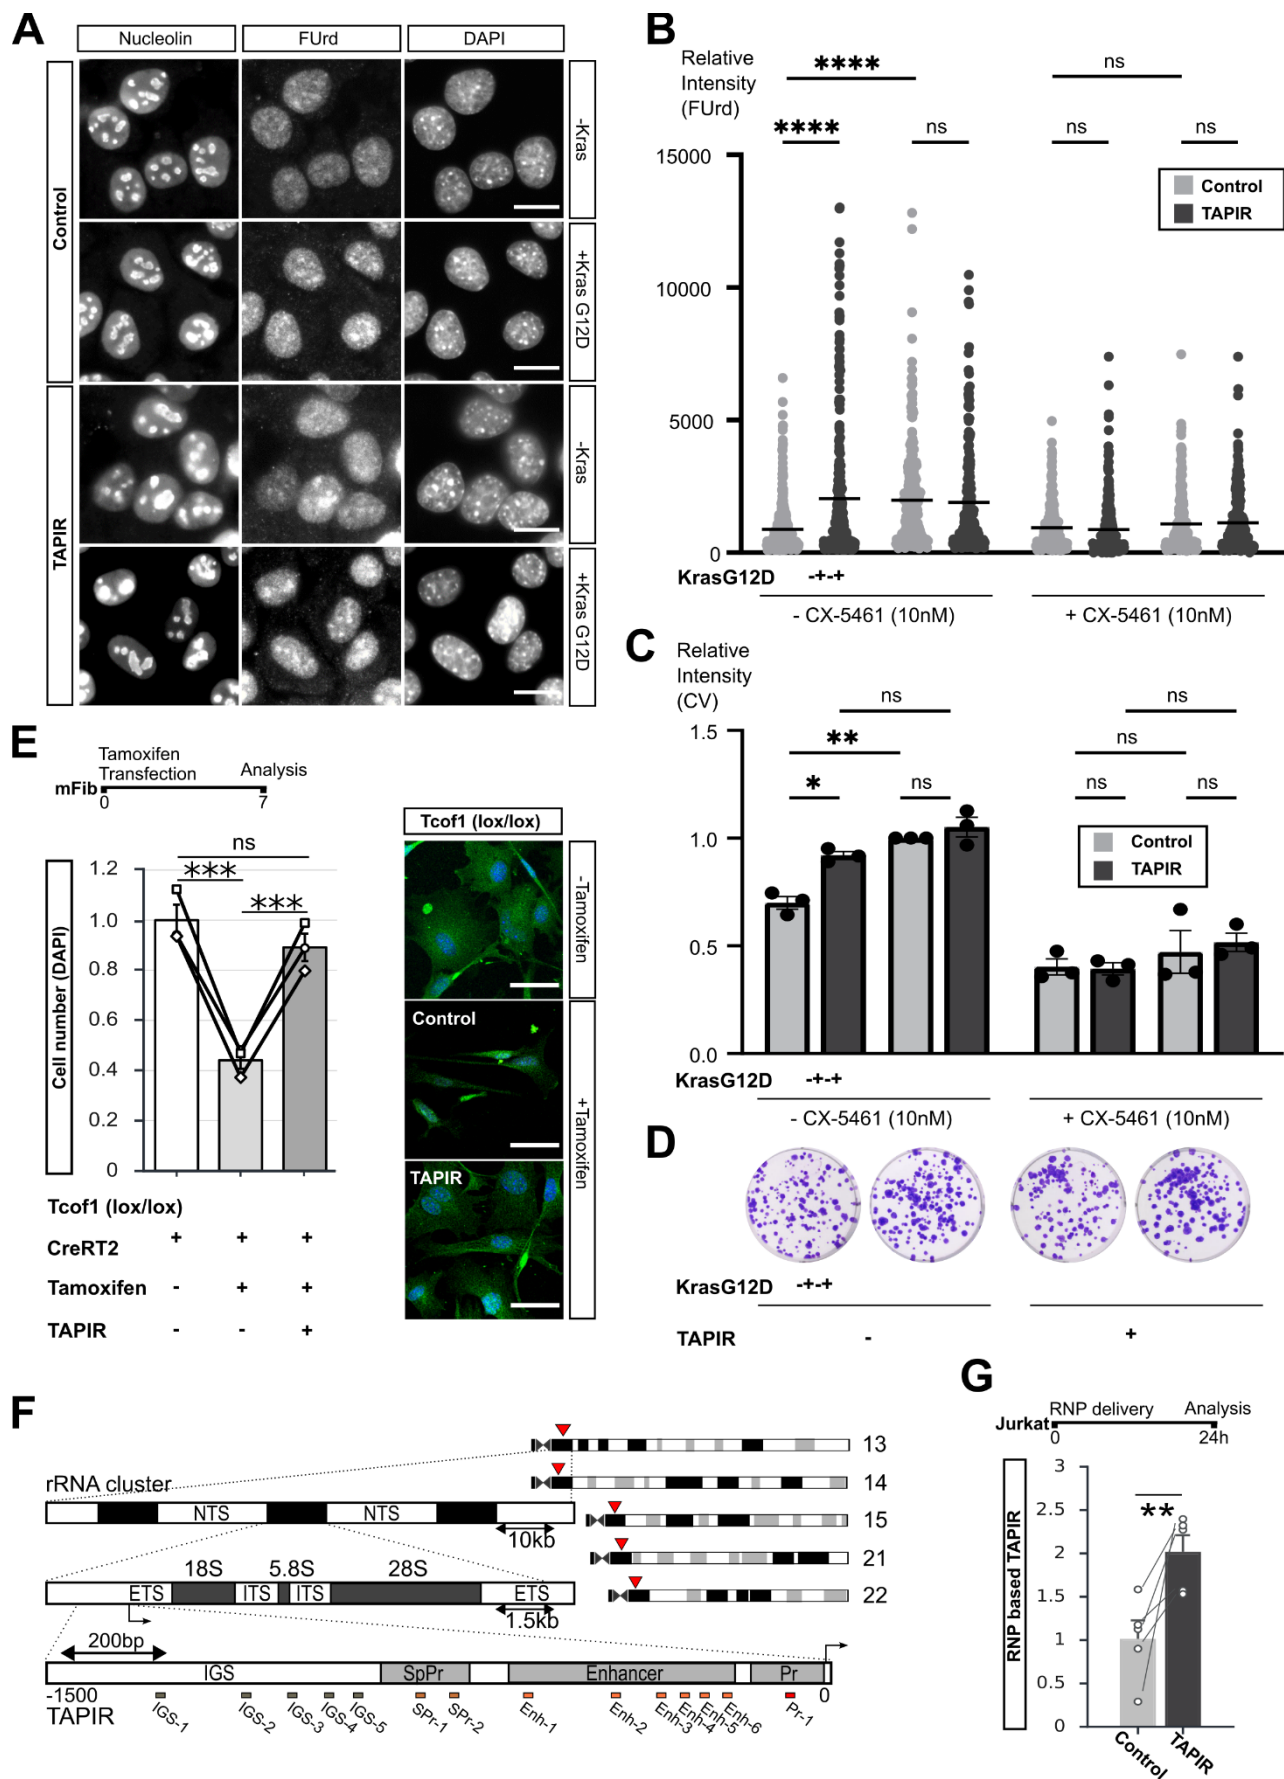 A
Nucleolin
FUrd
DAPI
Control
-Kras
+Kras G12D
TAPIR
-Kras
+Kras G12D
B
Relative
Intensity
(FUrd)
****
ns
****
ns
ns
ns
15000
10000
5000
0
Control
TAPIR
KrasG12D
-+-+
- CX-5461 (10nM)
+ CX-5461 (10nM)
C
Relative
Intensity
(CV)
ns
ns
**
ns
*
ns
ns
ns
1.5
1.0
0.5
0.0
Control
TAPIR
KrasG12D
-+-+
- CX-5461 (10nM)
+ CX-5461 (10nM)
D
KrasG12D
-+-+
TAPIR
-
+
E
Tamoxifen
Transfection
Analysis
mFib
0
7
Cell number (DAPI)
ns
***
***
1.2
1.0
0.8
0.6
0.4
0.2
0
Tcof1 (lox/lox)
CreRT2
+ + +
Tamoxifen
- + +
TAPIR
- - +
Tcof1 (lox/lox)
-Tamoxifen
Control
TAPIR
+Tamoxifen
F
13
14
15
21
22
rRNA cluster
NTS
NTS
10kb
18S
5.8S
28S
ETS
ITS
ITS
ETS
1.5kb
200bp
IGS
SpPr
Enhancer
Pr
-1500
0
TAPIR
IGS-1
IGS-2
IGS-3
IGS-4
IGS-5
SPr-1
SPr-2
Enh-1
Enh-2
Enh-3
Enh-4
Enh-5
Enh-6
Pr-1
G
RNP delivery
Analysis
Jurkat
0
24h
RNP based TAPIR
**
3
2.5
2
1.5
1
0.5
0
Control
TAPIR